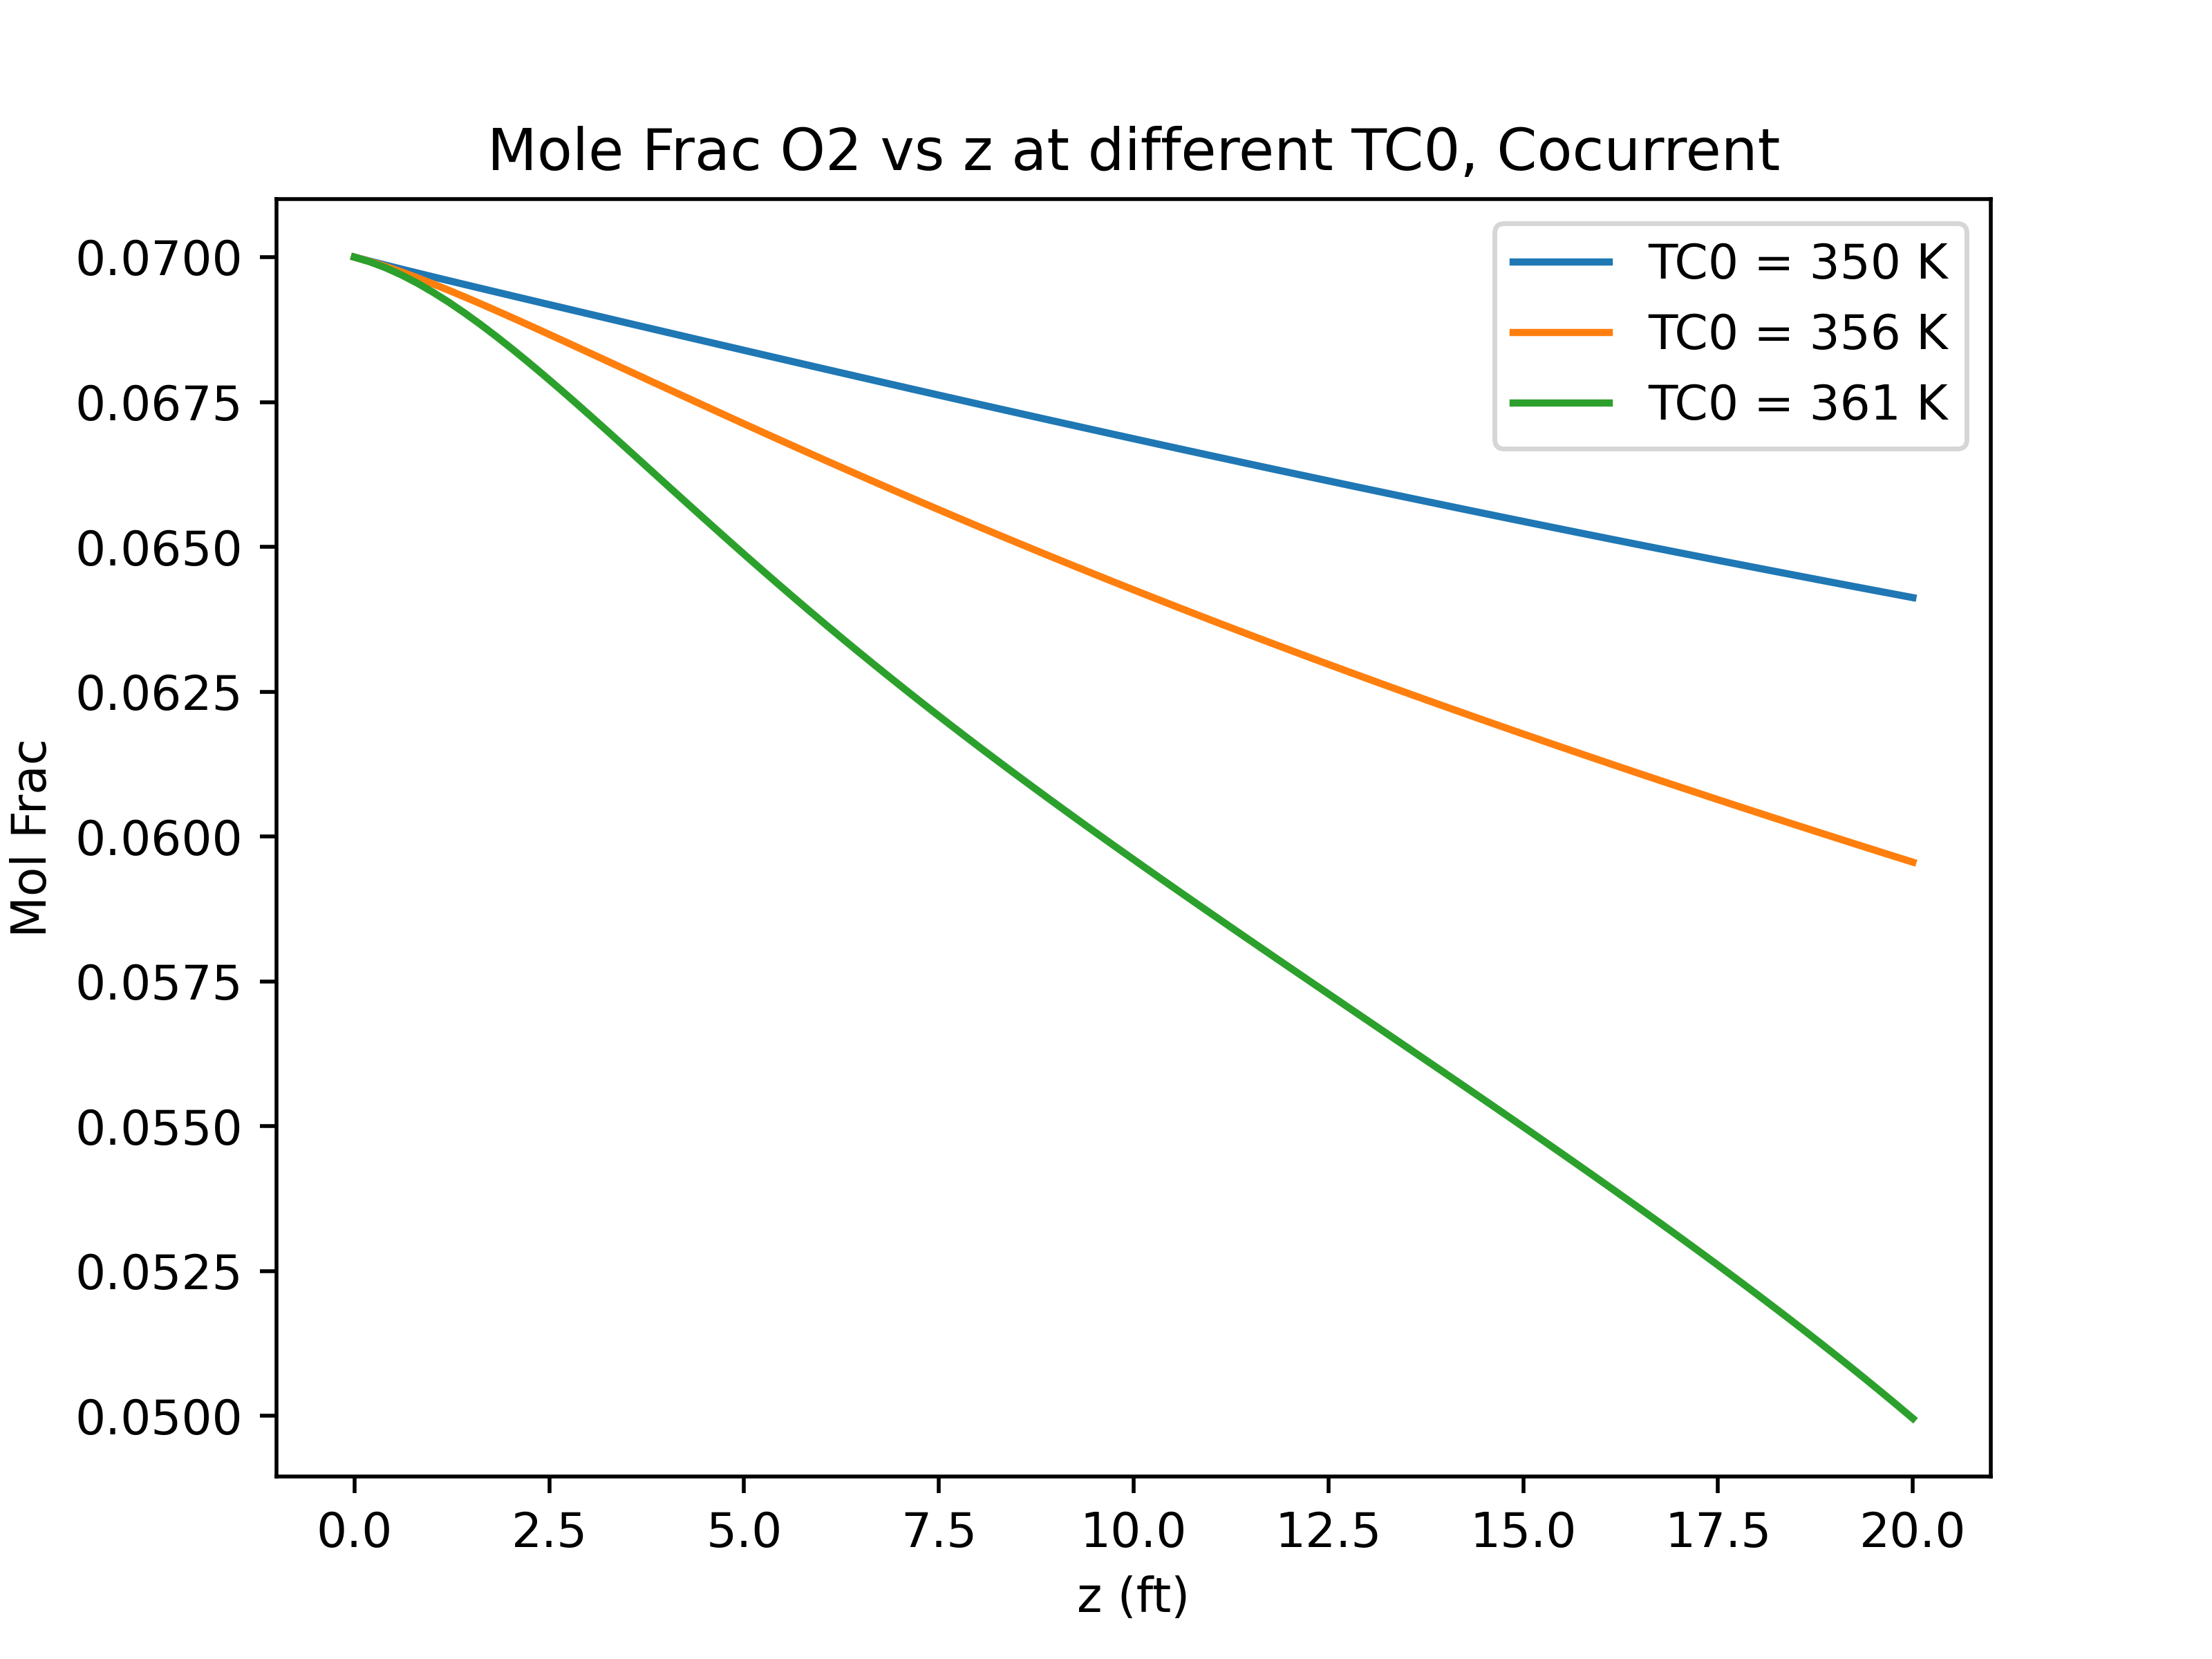 Mole Frac O2 vs z at different TC0, Cocurrent
TC0 = 350 K
TC0 = 356 K
TC0 = 361 K
0.0700
0.0675
0.0650
0.0625
0.0600
0.0575
0.0550
0.0525
0.0500
Mol Frac
0.0 2.5 5.0 7.5 10.0 12.5 15.0 17.5 20.0
z (ft)